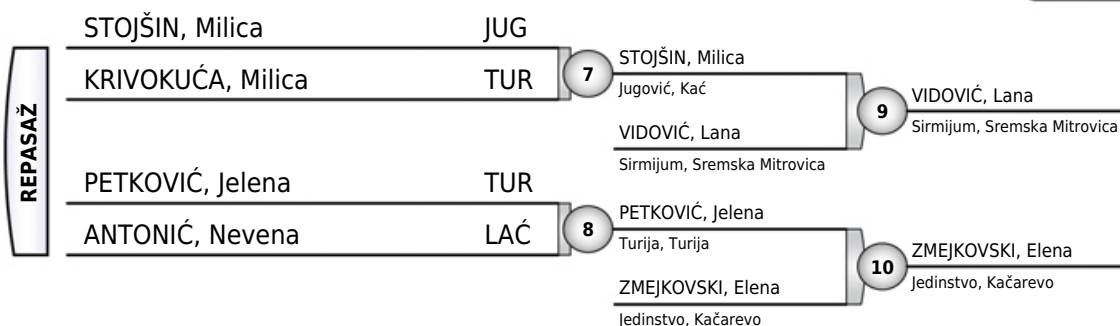 REPASAŽ
STOJŠIN, Milica JUG
KRIVOKUĆA, Milica TUR
7
STOJŠIN, Milica
Jugović, Kać
VIDOVIĆ, Lana
Sirmijum, Sremska Mitrovica
9
VIDOVIĆ, Lana
Sirmijum, Sremska Mitrovica
PETKOVIĆ, Jelena TUR
ANTONIĆ, Nevena LAĆ
8
PETKOVIĆ, Jelena
Turija, Turija
ZMEJKOVSKI, Elena
Jedinstvo, Kačarevo
10
ZMEJKOVSKI, Elena
Jedinstvo, Kačarevo